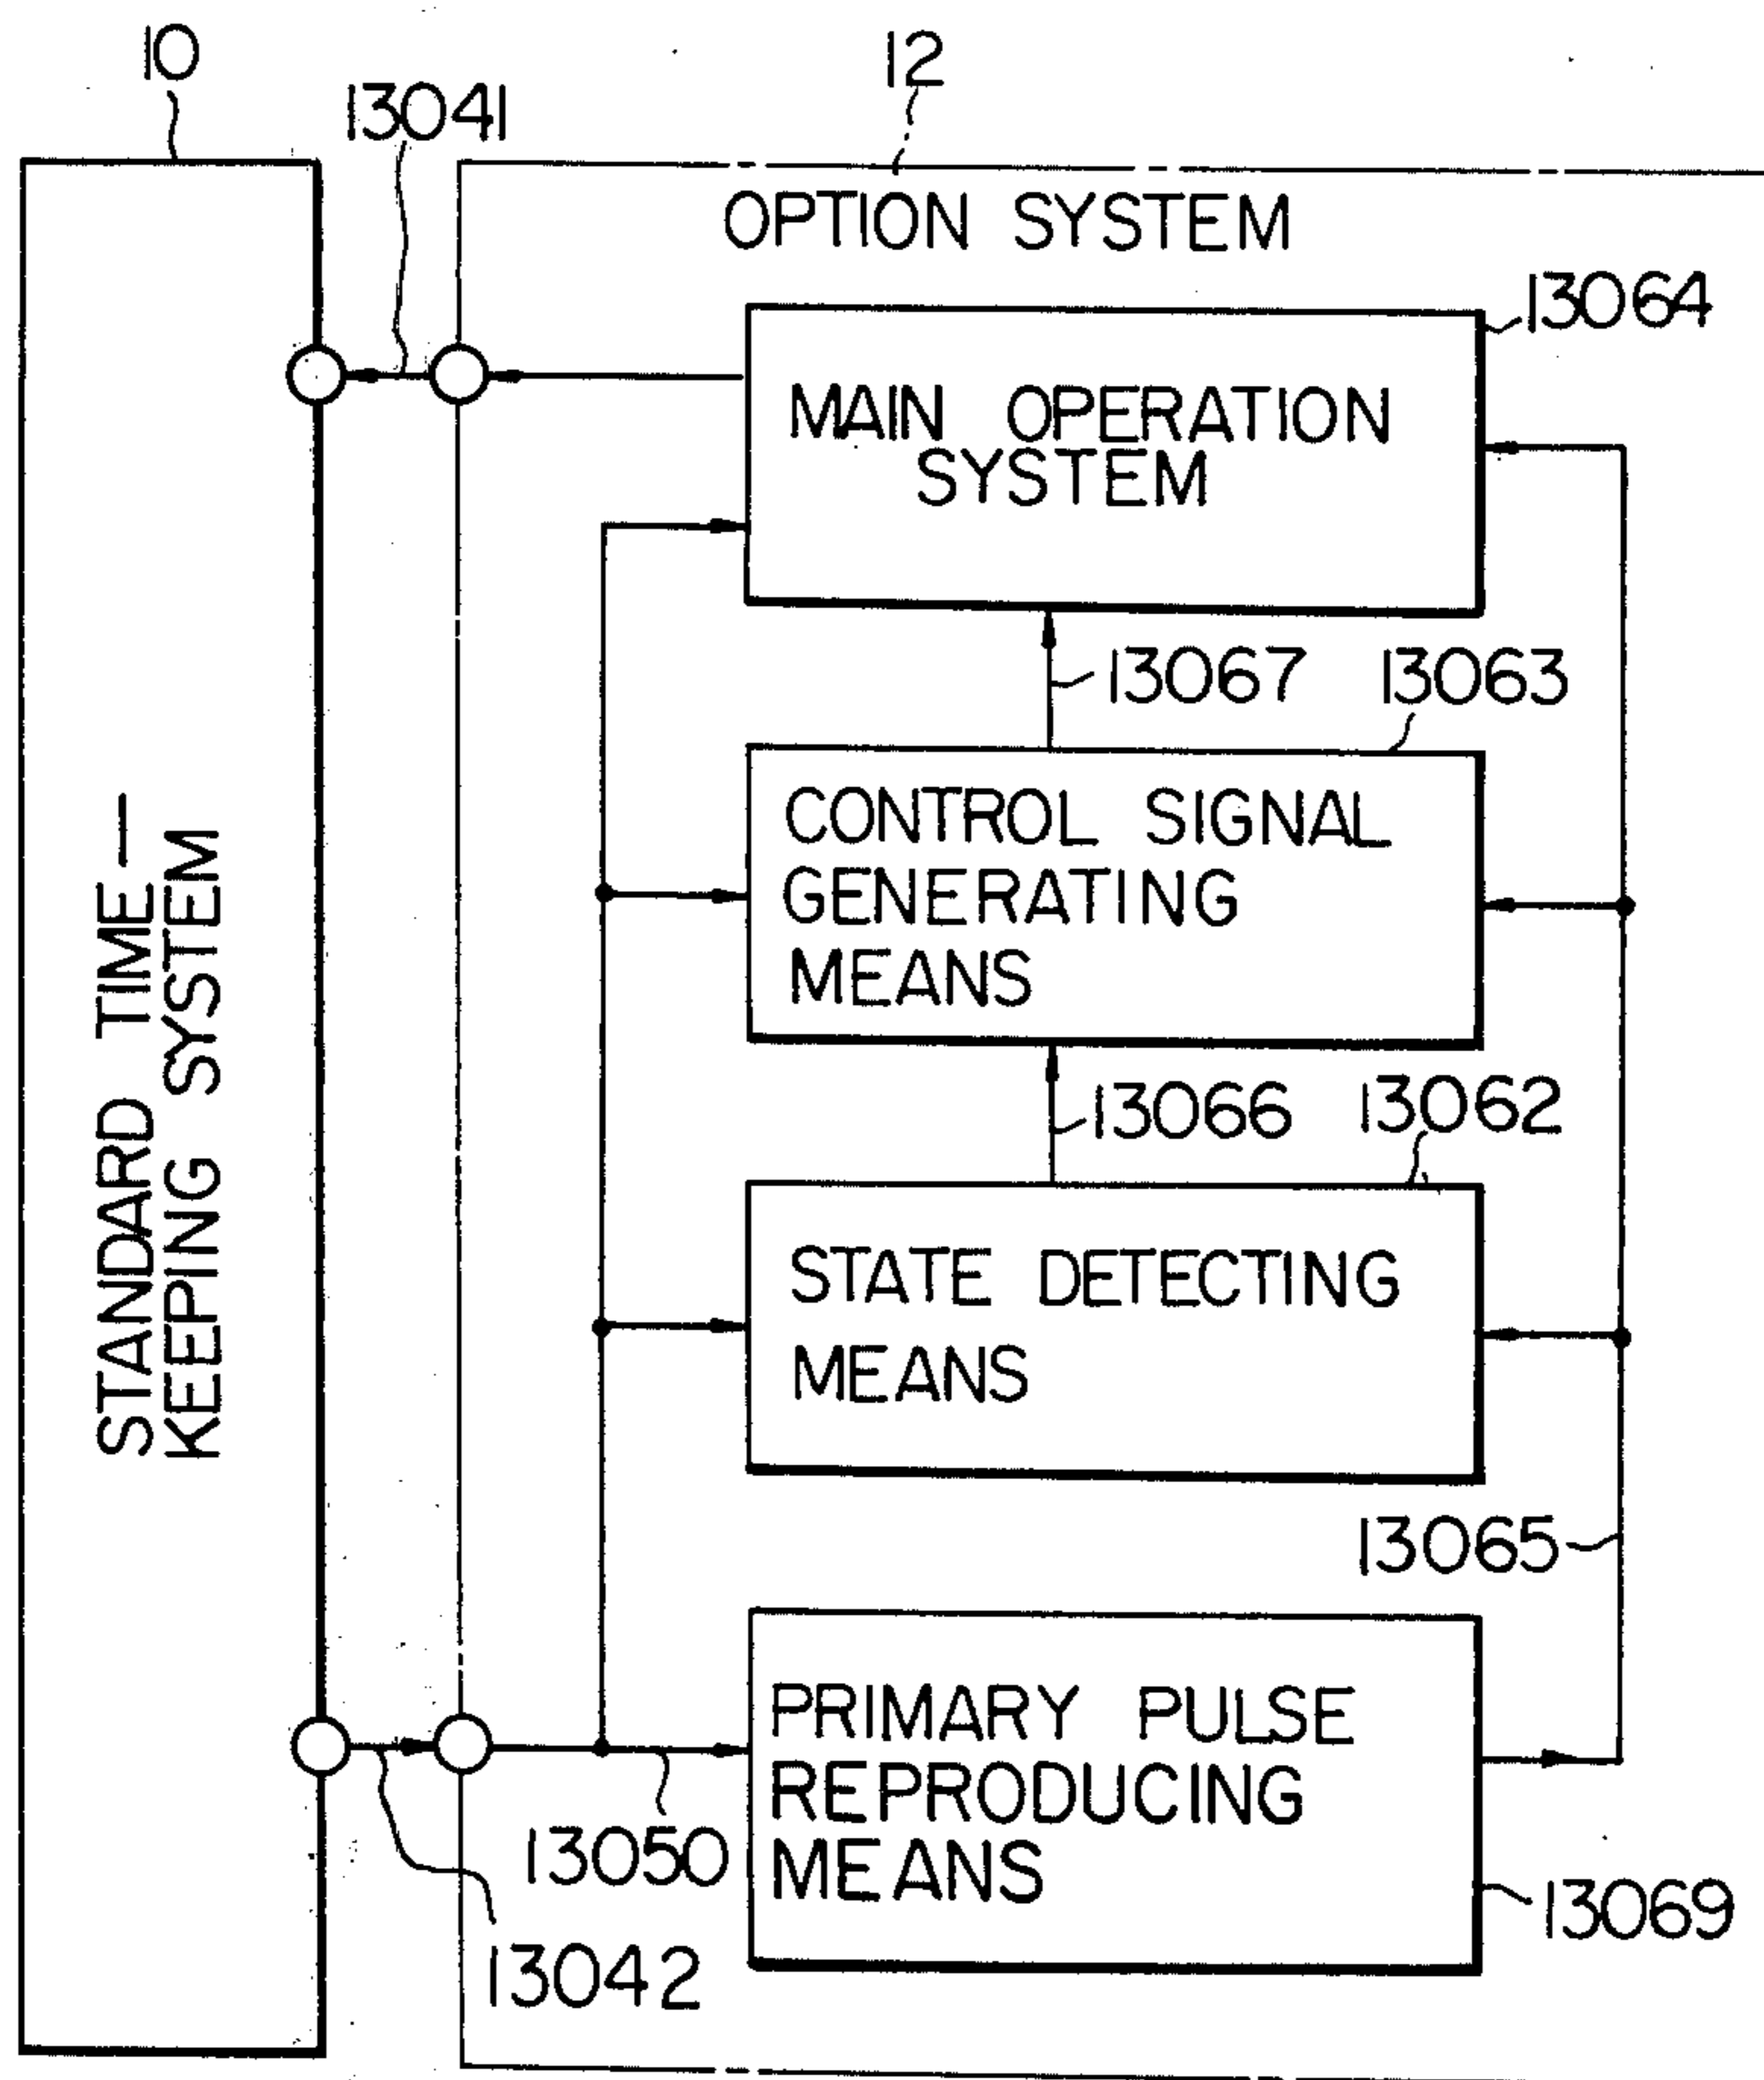 10
12
13041
OPTION SYSTEM
13064
MAIN OPERATION
SYSTEM
13067
13063
CONTROL SIGNAL
GENERATING
MEANS
STANDARD TIME—
KEEPING SYSTEM
13066
13062
STATE DETECTING
MEANS
13065
PRIMARY PULSE
REPRODUCING
MEANS
13050
13069
13042